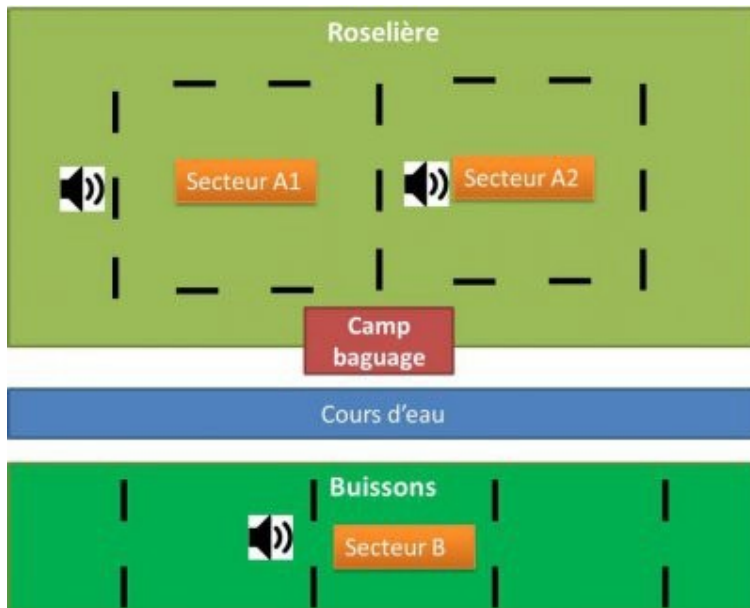 Roselière
Secteur A1
Secteur A2
Camp
baguage
Cours d'eau
Buissons
Secteur B